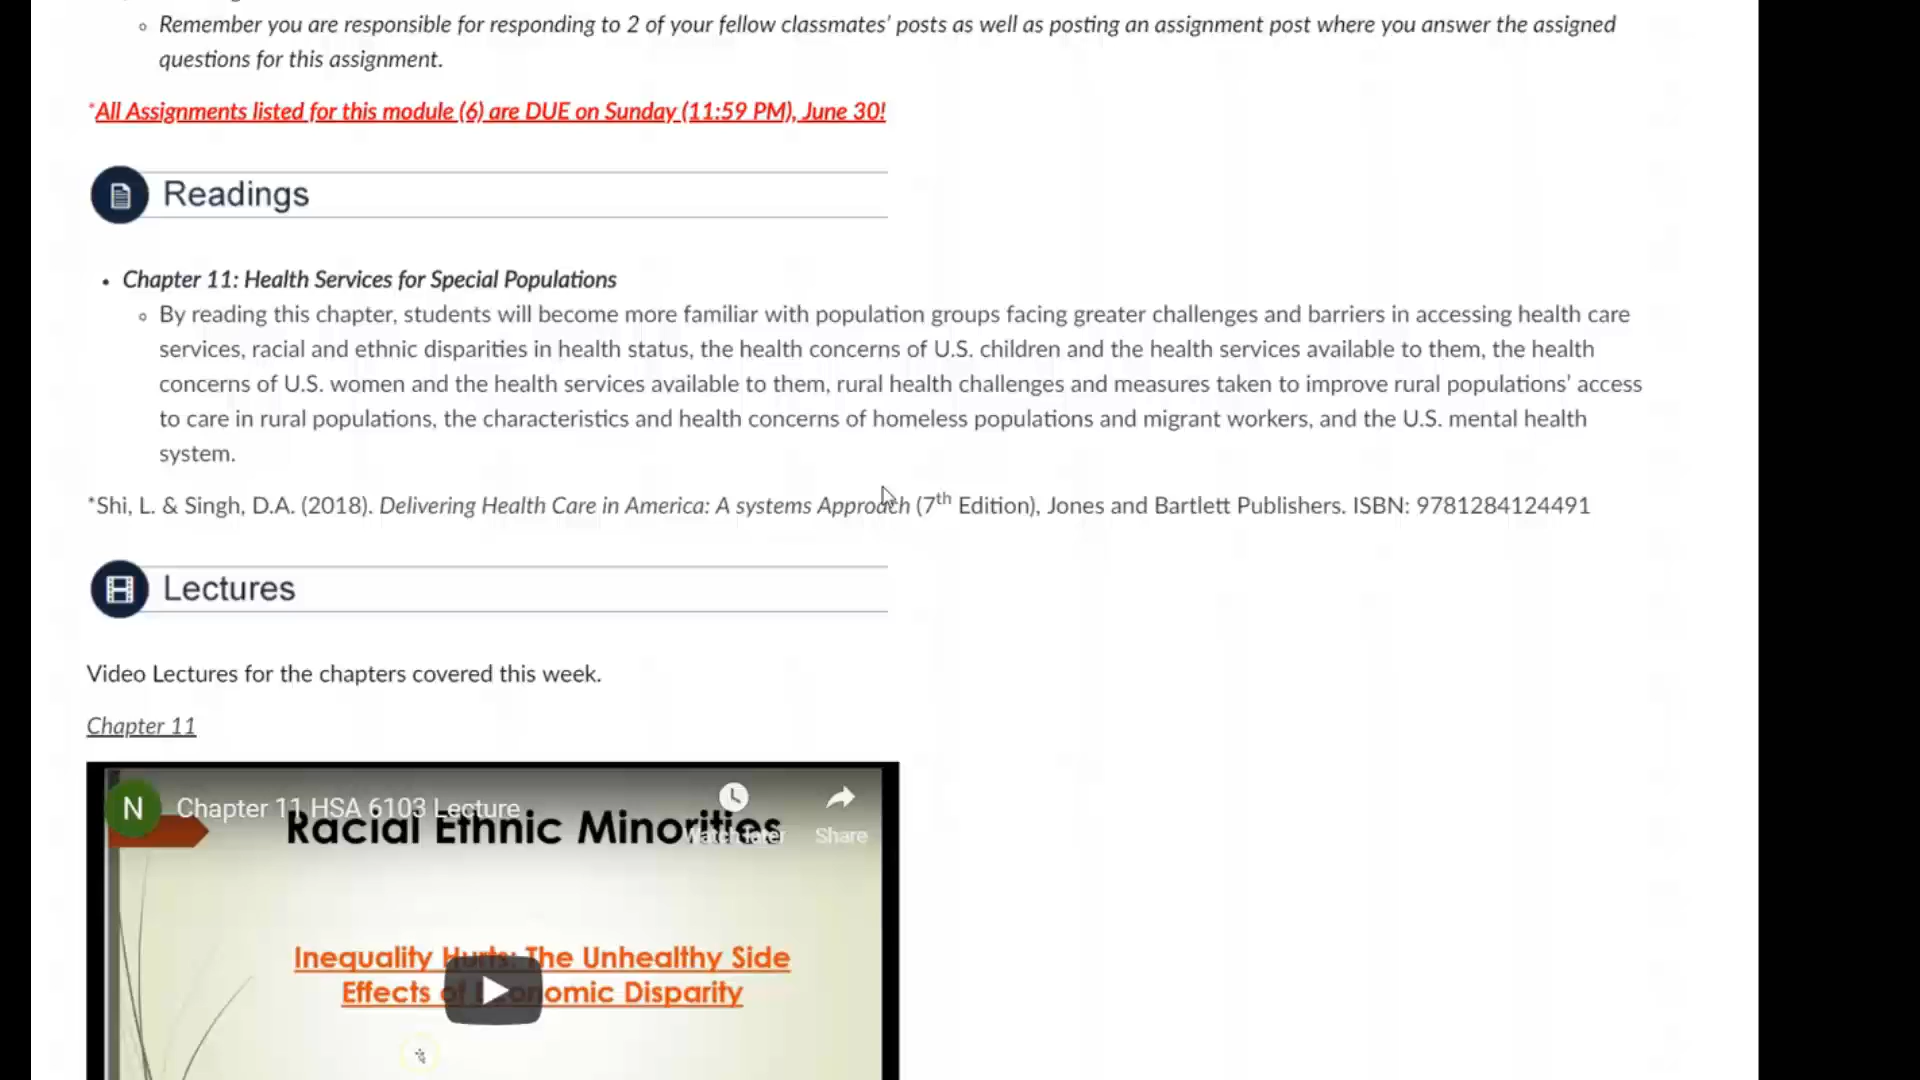 Remember you are responsible for responding to 2 of your fellow classmates' posts as well as posting an assignment post where you answer the assigned
questions for this assignment.
*All Assignments listed for this module (6) are DUE on Sunday (11:59 PM), June 30!
Readings
Chapter 11: Health Services for Special Populations
By reading this chapter, students will become more familiar with population groups facing greater challenges and barriers in accessing health care
services, racial and ethnic disparities in health status, the health concerns of U.S. children and the health services available to them, the health
concerns of U.S. women and the health services available to them, rural health challenges and measures taken to improve rural populations' access
to care in rural populations, the characteristics and health concerns of homeless populations and migrant workers, and the U.S. mental health
system.
*Shi, L. & Singh, D.A. (2018). Delivering Health Care in America: A systems Approach (7th Edition), Jones and Bartlett Publishers. ISBN: 9781284124491
Lectures
Video Lectures for the chapters covered this week.
Chapter 11
N Chapter 11 HSA 6103 Lecture
Racial Ethnic Minorities
Watch later Share
Inequality Hurts: The Unhealthy Side
Effects of Economic Disparity